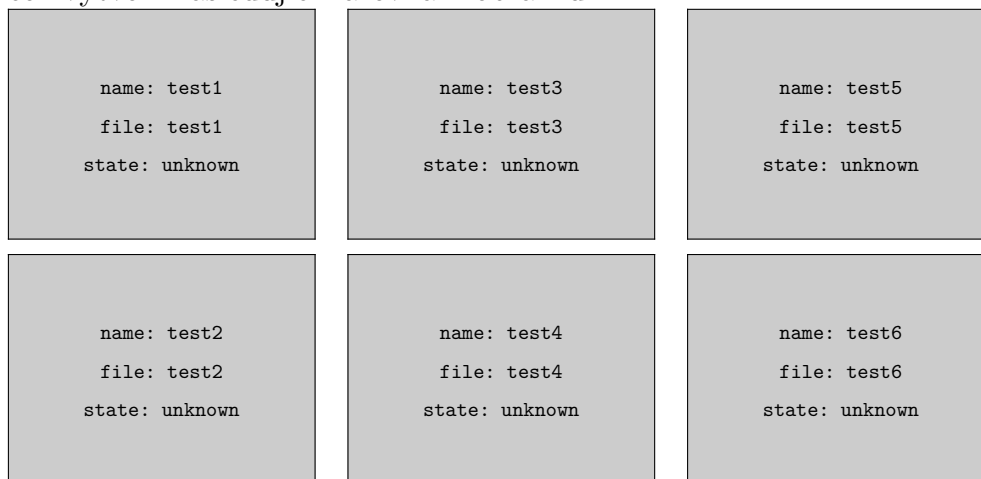 name: test1
file: test1
state: unknown
name: test3
file: test3
state: unknown
name: test5
file: test5
state: unknown
name: test2
file: test2
state: unknown
name: test4
file: test4
state: unknown
name: test6
file: test6
state: unknown